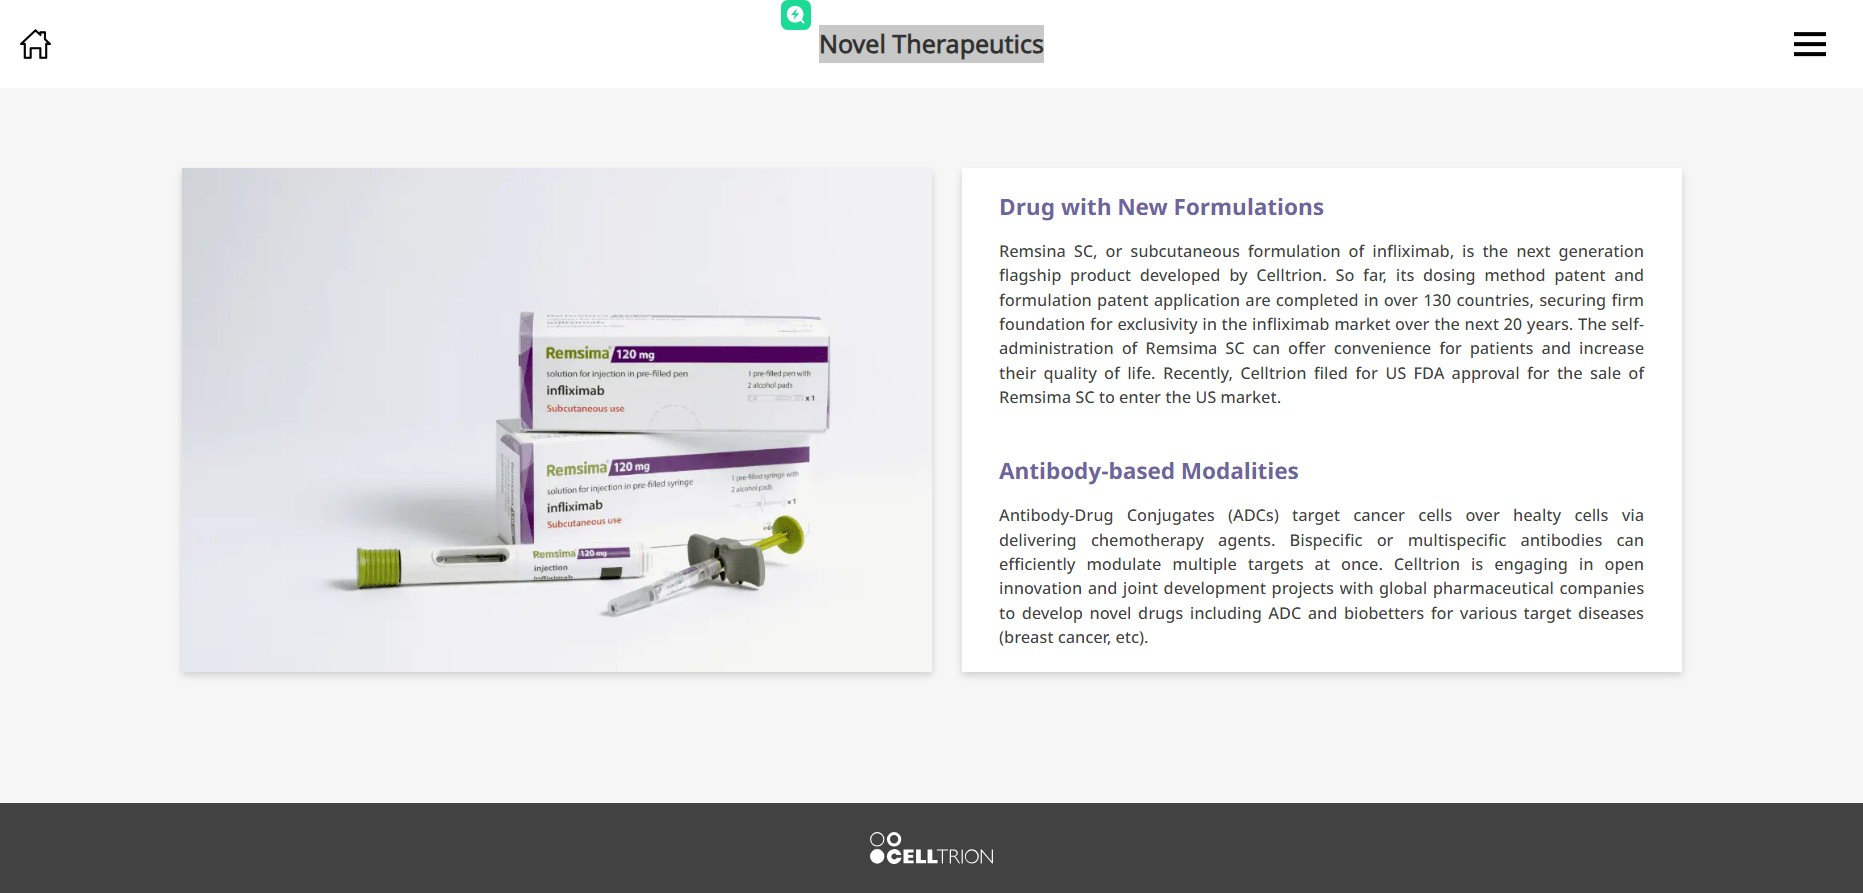 Novel Therapeutics
Remsima 120 mg
solution for injection in pre-filled pen
infliximab
Subcutaneous use
1 pre-filled pen with
2 alcohol pads
x 1
Remsima 120 mg
solution for injection in pre-filled syringe
infliximab
Subcutaneous use
1 pre-filled syringe with
2 alcohol pads
x 1
Remsima 120 mg
injection
infliximab
Drug with New Formulations
Remsina SC, or subcutaneous formulation of infliximab, is the next generation
flagship product developed by Celltrion. So far, its dosing method patent and
formulation patent application are completed in over 130 countries, securing firm
foundation for exclusivity in the infliximab market over the next 20 years. The self-
administration of Remsima SC can offer convenience for patients and increase
their quality of life. Recently, Celltrion filed for US FDA approval for the sale of
Remsima SC to enter the US market.
Antibody-based Modalities
Antibody-Drug Conjugates (ADCs) target cancer cells over healty cells via
delivering chemotherapy agents. Bispecific or multispecific antibodies can
efficiently modulate multiple targets at once. Celltrion is engaging in open
innovation and joint development projects with global pharmaceutical companies
to develop novel drugs including ADC and biobetters for various target diseases
(breast cancer, etc).
CELLTRION